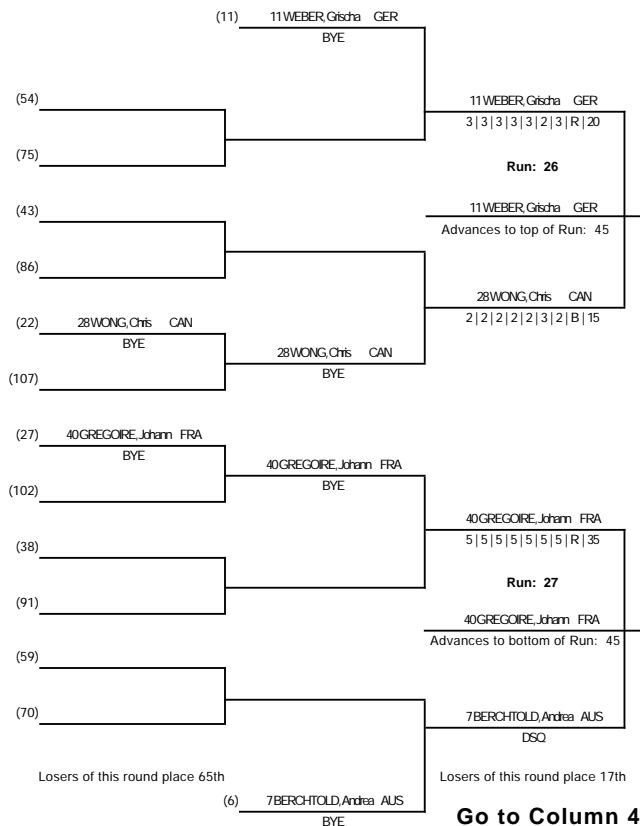 (11) 11 WEBER, Grischa GER
BYE
(54)
11 WEBER, Grischa GER
3 | 3 | 3 | 3 | 3 | 2 | 3 | R | 20
(75)
Run: 26
(43)
11 WEBER, Grischa GER
Advances to top of Run: 45
(86)
28 WONG, Chris CAN
2 | 2 | 2 | 2 | 2 | 3 | 2 | B | 15
(22) 28 WONG, Chris CAN
BYE
28 WONG, Chris CAN
BYE
(107)
(27) 40 GREGOIRE, Johann FRA
BYE
40 GREGOIRE, Johann FRA
BYE
(102)
40 GREGOIRE, Johann FRA
5 | 5 | 5 | 5 | 5 | 5 | 5 | R | 35
(38)
Run: 27
(91)
40 GREGOIRE, Johann FRA
Advances to bottom of Run: 45
(59)
(70)
7 BERCHTOLD, Andrea AUS
DSQ
Losers of this round place 65th
Losers of this round place 17th
(6) 7 BERCHTOLD, Andrea AUS
BYE
Go to Column 4